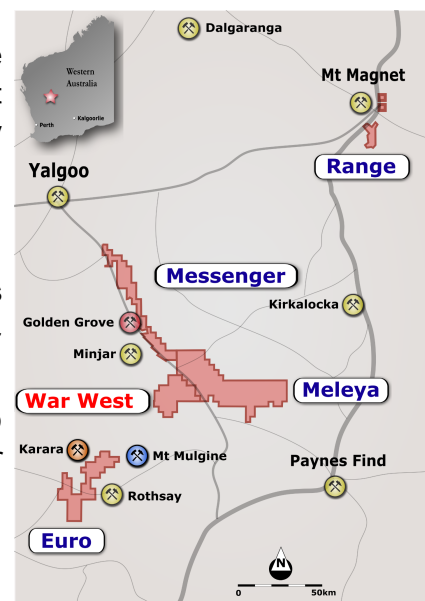 Dalgaranga
Western
Australia
Perth
Kalgoorlie
Mt Magnet
Range
Yalgoo
Messenger
Kirkalocka
Golden Grove
Minjar
War West
Meleya
Karara
Mt Mulgine
Paynes Find
Rothsay
Euro
N
0
50km